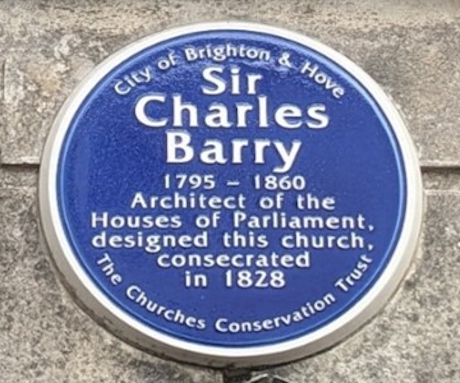 City of Brighton & Hove
Sir
Charles
Barry
1795 – 1860
Architect of the
Houses of Parliament,
designed this church,
consecrated
in 1828
The Churches Conservation Trust